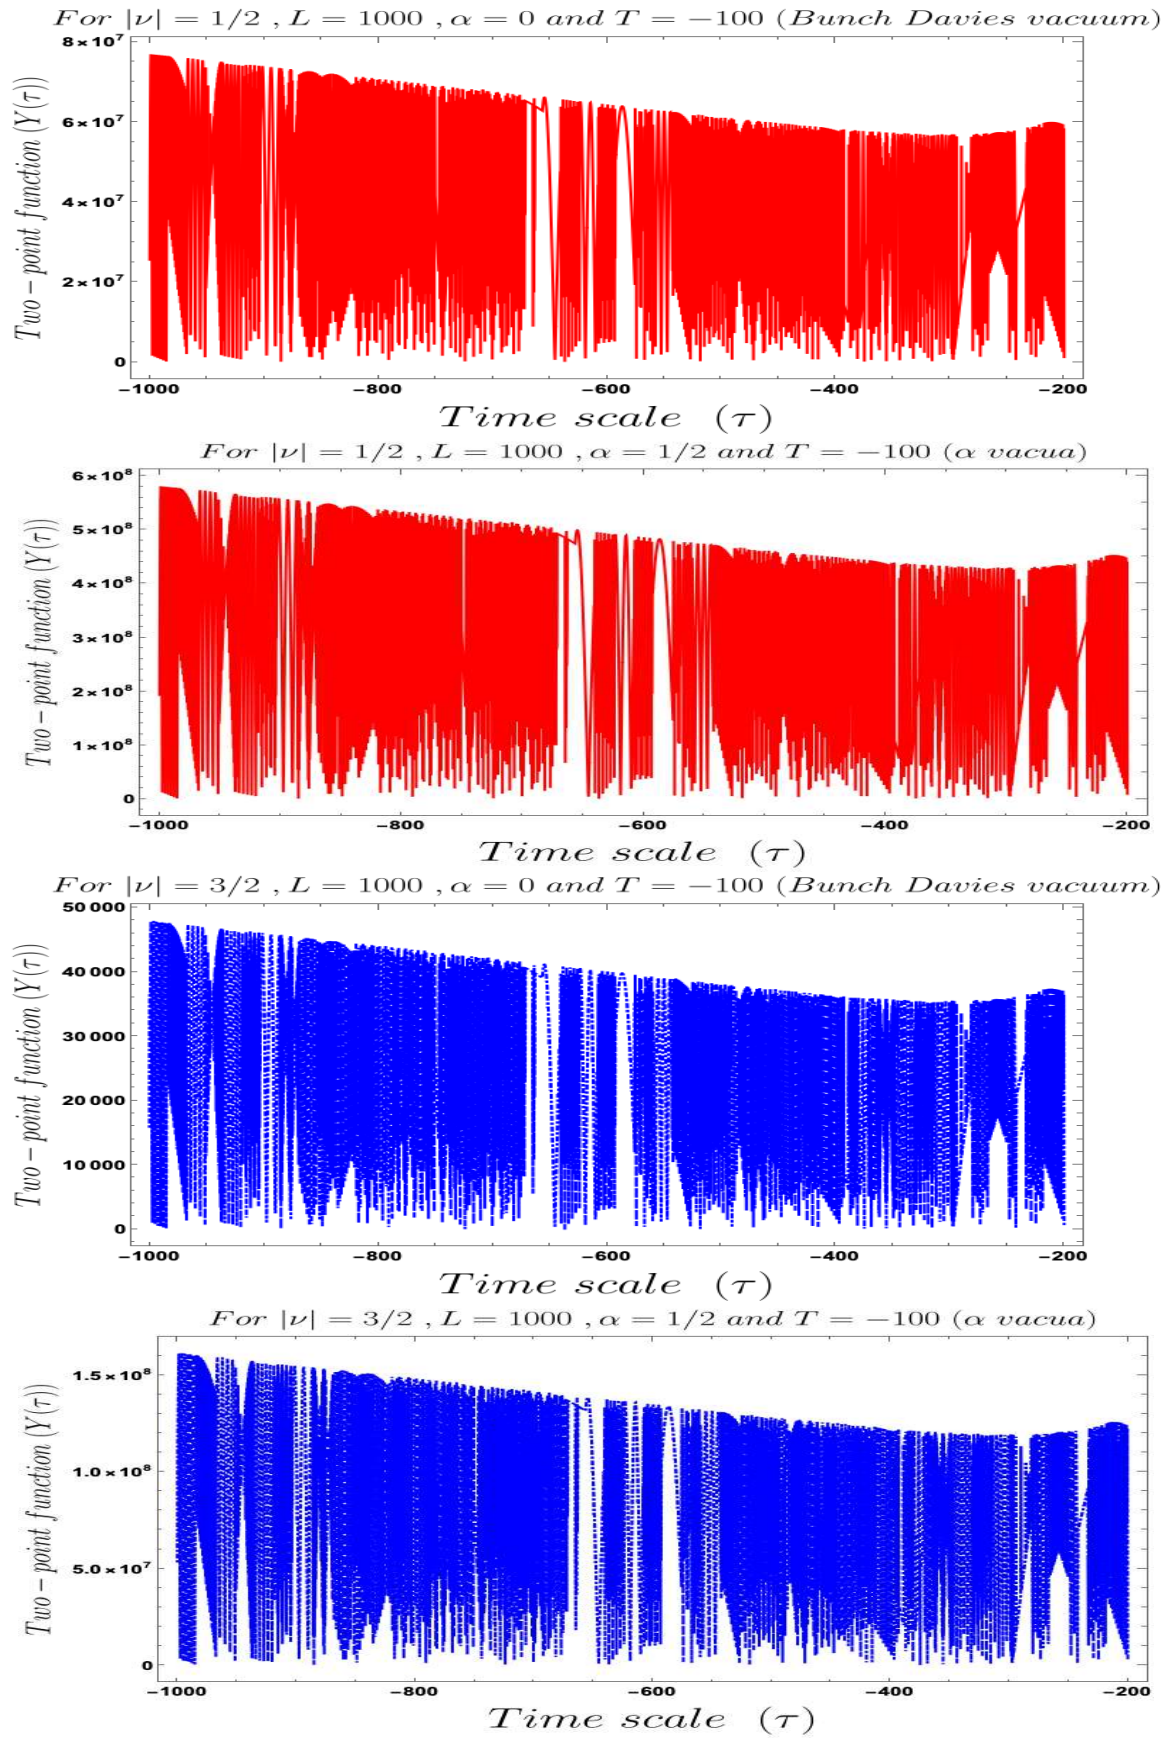 For |ν| = 1/2 , L = 1000 , α = 0 and T = −100 (Bunch Davies vacuum)
Two−point function (Y(τ))
8×10⁷
6×10⁷
4×10⁷
2×10⁷
0
−1000 −800 −600 −400 −200
Time scale (τ)
For |ν| = 1/2 , L = 1000 , α = 1/2 and T = −100 (α vacua)
Two−point function (Y(τ))
6×10⁸
5×10⁸
4×10⁸
3×10⁸
2×10⁸
1×10⁸
0
−1000 −800 −600 −400 −200
Time scale (τ)
For |ν| = 3/2 , L = 1000 , α = 0 and T = −100 (Bunch Davies vacuum)
Two−point function (Y(τ))
50 000
40 000
30 000
20 000
10 000
0
−1000 −800 −600 −400 −200
Time scale (τ)
For |ν| = 3/2 , L = 1000 , α = 1/2 and T = −100 (α vacua)
Two−point function (Y(τ))
1.5×10⁸
1.0×10⁸
5.0×10⁷
0
−1000 −800 −600 −400 −200
Time scale (τ)